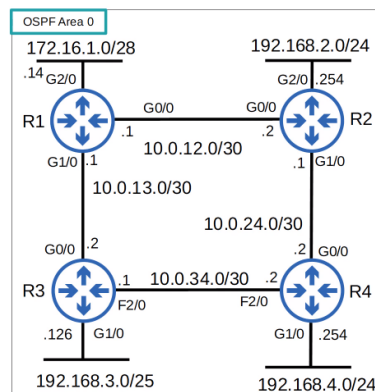 OSPF Area 0
172.16.1.0/28
192.168.2.0/24
.14 G2/0
G2/0 .254
R1
G0/0
G0/0
R2
.1
.2
10.0.12.0/30
G1/0 .1
.1 G1/0
10.0.13.0/30
10.0.24.0/30
G0/0 .2
.2 G0/0
R3
.1
10.0.34.0/30
.2
R4
F2/0
F2/0
.126 G1/0
G1/0 .254
192.168.3.0/25
192.168.4.0/24